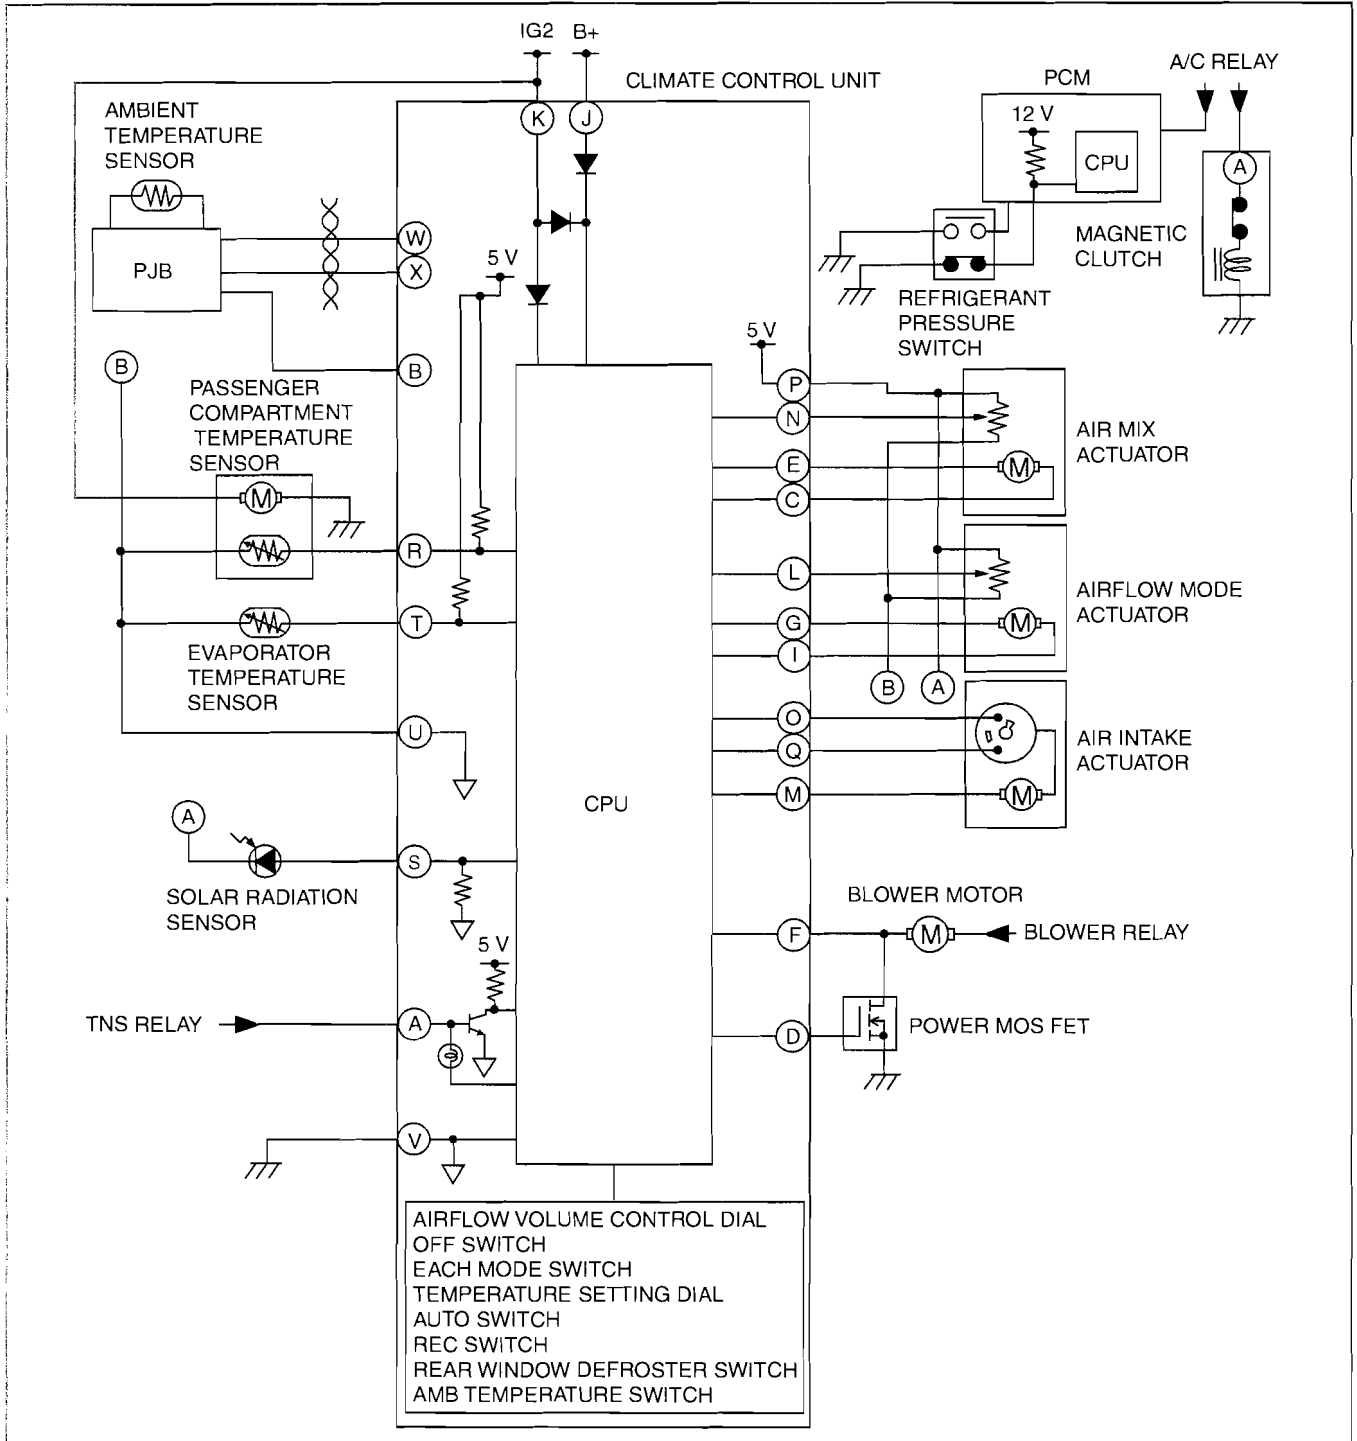 IG2 B+
CLIMATE CONTROL UNIT
PCM
A/C RELAY
AMBIENT
TEMPERATURE
SENSOR
K
J
12 V
CPU
A
PJB
W
X
5 V
MAGNETIC
CLUTCH
REFRIGERANT
PRESSURE
SWITCH
B
B
PASSENGER
COMPARTMENT
TEMPERATURE
SENSOR
M
5 V
P
N
E
C
M
AIR MIX
ACTUATOR
R
T
EVAPORATOR
TEMPERATURE
SENSOR
L
G
I
M
AIRFLOW MODE
ACTUATOR
B
A
U
CPU
O
Q
M
M
AIR INTAKE
ACTUATOR
A
S
SOLAR RADIATION
SENSOR
5 V
BLOWER MOTOR
F
M
BLOWER RELAY
TNS RELAY
A
D
POWER MOS FET
V
AIRFLOW VOLUME CONTROL DIAL
OFF SWITCH
EACH MODE SWITCH
TEMPERATURE SETTING DIAL
AUTO SWITCH
REC SWITCH
REAR WINDOW DEFROSTER SWITCH
AMB TEMPERATURE SWITCH